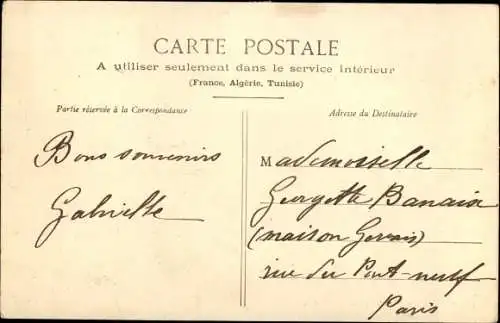 CARTE POSTALE
A utiliser seulement dans le service intérieur
(France, Algérie, Tunisie)
Partie réservée à la Correspondance
Adresse du Destinataire
Bons souvenirs
Gabrielle
Mademoiselle
Georgette
(maison Gervais)
rue du Pont-neuf
Paris